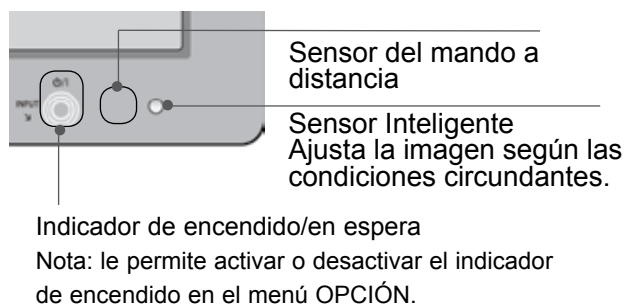 Sensor del mando a
distancia
⏻/I
INPUT
Sensor Inteligente
Ajusta la imagen según las
condiciones circundantes.
Indicador de encendido/en espera
Nota: le permite activar o desactivar el indicador
de encendido en el menú OPCIÓN.